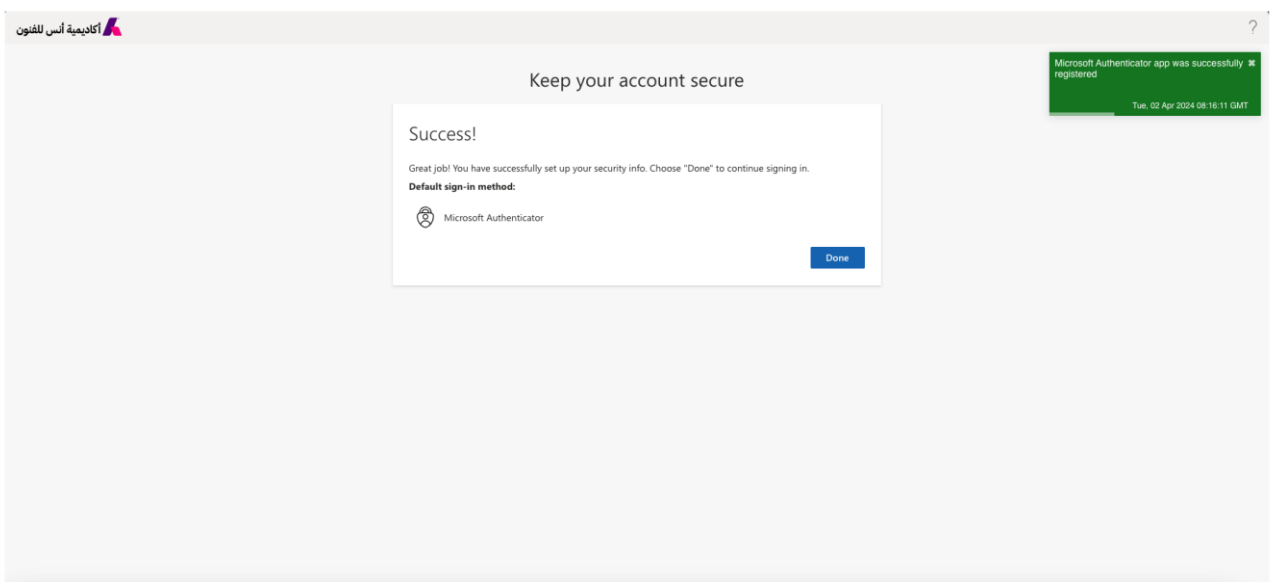 أكاديمية أنس للفنون
?
Keep your account secure
Microsoft Authenticator app was successfully
registered
Tue, 02 Apr 2024 08:16:11 GMT
Success!
Great job! You have successfully set up your security info. Choose "Done" to continue signing in.
Default sign-in method:
Microsoft Authenticator
Done